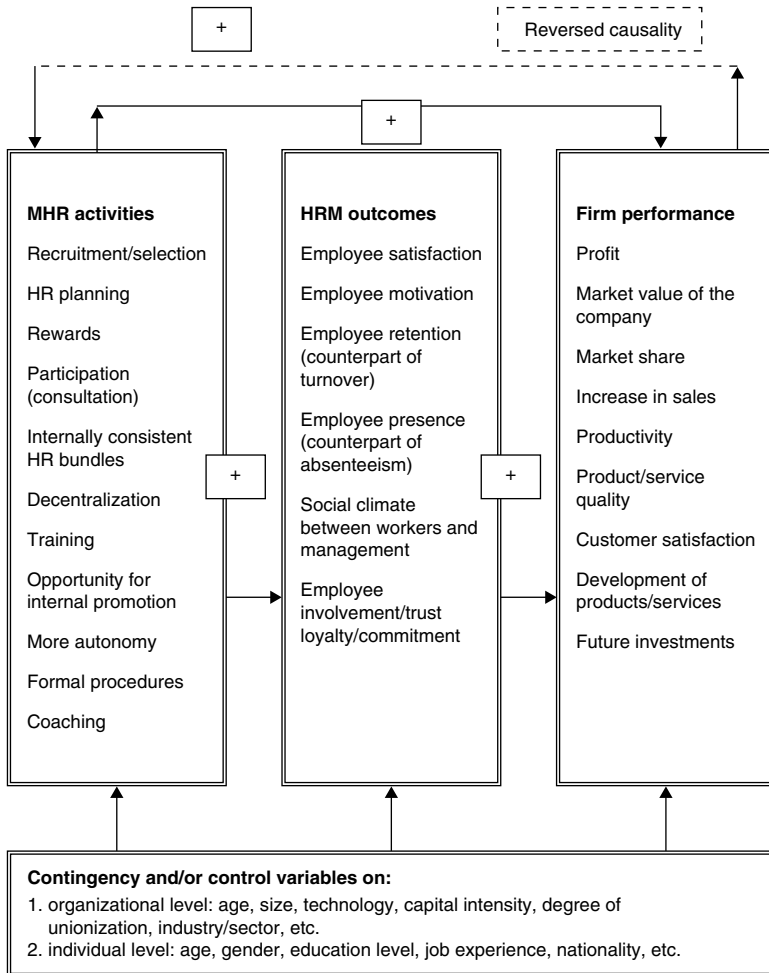 +
Reversed causality
+
MHR activities
Recruitment/selection
HR planning
Rewards
Participation
(consultation)
Internally consistent
HR bundles
Decentralization
Training
Opportunity for
internal promotion
More autonomy
Formal procedures
Coaching
+
HRM outcomes
Employee satisfaction
Employee motivation
Employee retention
(counterpart of
turnover)
Employee presence
(counterpart of
absenteeism)
Social climate
between workers and
management
Employee
involvement/trust
loyalty/commitment
+
Firm performance
Profit
Market value of the
company
Market share
Increase in sales
Productivity
Product/service
quality
Customer satisfaction
Development of
products/services
Future investments
Contingency and/or control variables on:
1. organizational level: age, size, technology, capital intensity, degree of
unionization, industry/sector, etc.
2. individual level: age, gender, education level, job experience, nationality, etc.